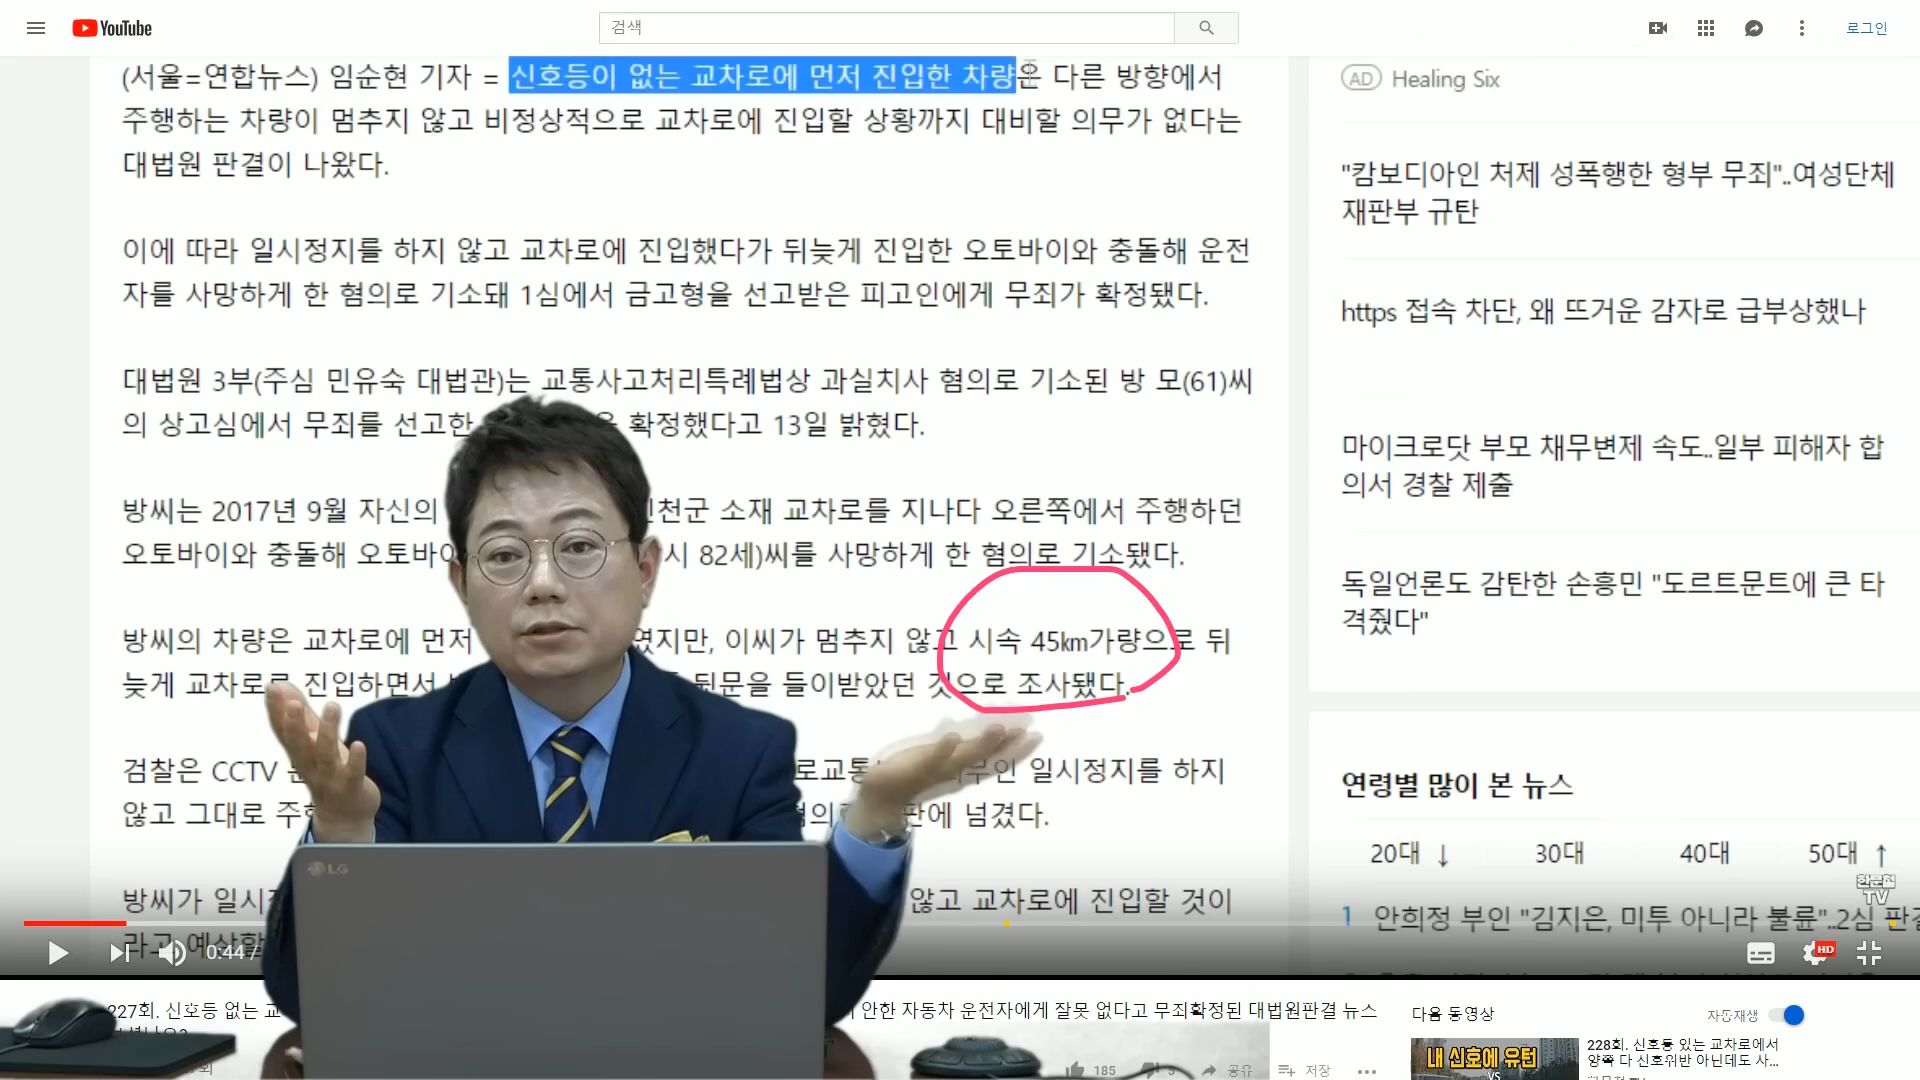 YouTube
검색
로그인
(서울=연합뉴스) 임순현 기자 = 신호등이 없는 교차로에 먼저 진입한 차량은 다른 방향에서
주행하는 차량이 멈추지 않고 비정상적으로 교차로에 진입할 상황까지 대비할 의무가 없다는
대법원 판결이 나왔다.
이에 따라 일시정지를 하지 않고 교차로에 진입했다가 뒤늦게 진입한 오토바이와 충돌해 운전
자를 사망하게 한 혐의로 기소돼 1심에서 금고형을 선고받은 피고인에게 무죄가 확정됐다.
대법원 3부(주심 민유숙 대법관)는 교통사고처리특례법상 과실치사 혐의로 기소된 방 모(61)씨
의 상고심에서 무죄를 선고한 확정했다고 13일 밝혔다.
방씨는 2017년 9월 자신의 천군 소재 교차로를 지나다 오른쪽에서 주행하던
오토바이와 충돌해 시 82세)씨를 사망하게 한 혐의로 기소됐다.
방씨의 차량은 교차로에 먼저 였지만, 이씨가 멈추지 않고 시속 45㎞가량으로 뒤
늦게 교차로로 진입하면서 뒷문을 들이받았던 것으로 조사됐다.
검찰은 CCTV 일시정지를 하지
않고 그대로 넘겼다.
방씨가 않고 교차로에 진입할 것이
라고
AD Healing Six
"캄보디아인 처제 성폭행한 형부 무죄"..여성단체
재판부 규탄
https 접속 차단, 왜 뜨거운 감자로 급부상했나
마이크로닷 부모 채무변제 속도..일부 피해자 합
의서 경찰 제출
독일언론도 감탄한 손흥민 "도르트문트에 큰 타
격줬다"
연령별 많이 본 뉴스
20대 ↓ 30대 40대 50대 ↑
한문철
TV
1 안희정 부인 "김지은, 미투 아니라 불륜"..2심
0:44 /
HD
LG
227회. 신호등 없는 안한 자동차 운전자에게 잘못 없다고 무죄확정된 대법원판결 뉴스
185 5 공유 저장
다음 동영상
자동재생
내 신호에 유턴
VS
228회. 신호등 있는 교차로에서
양쪽 다 신호위반 아닌데도 사...